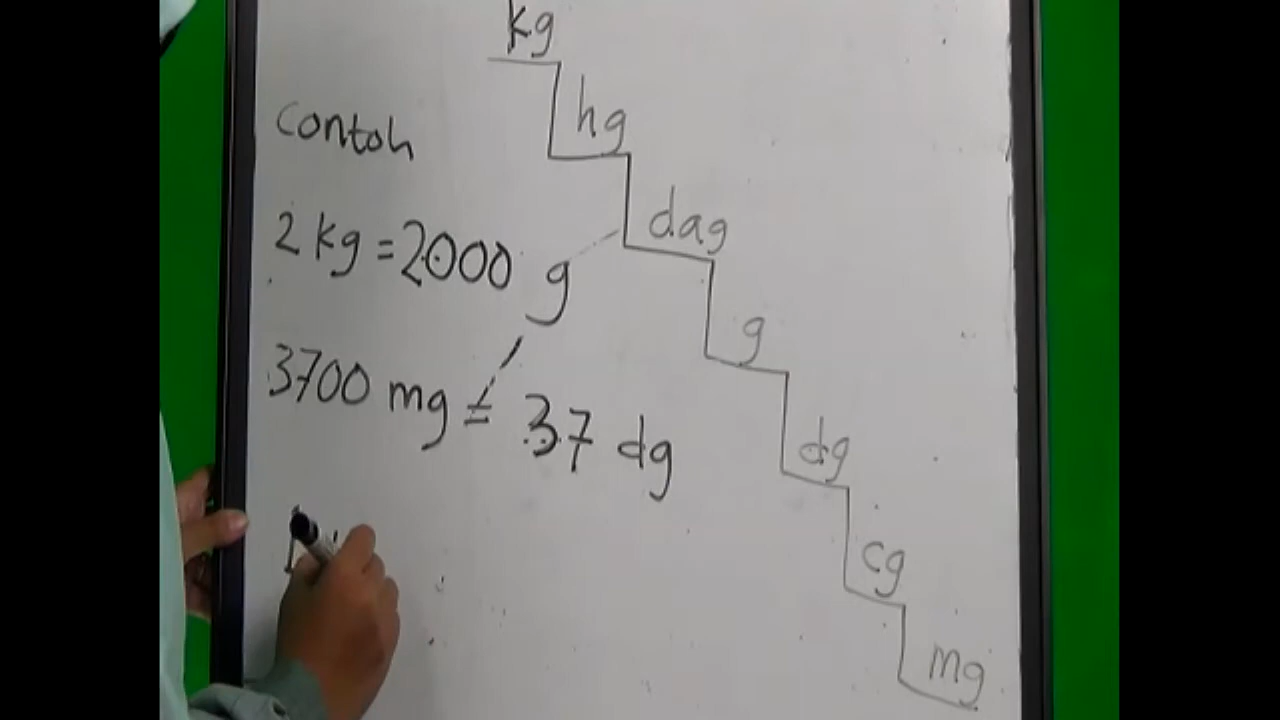 kg
hg
dag
g
dg
cg
mg
contoh
2 kg = 2000 g
3700 mg = 37 dg